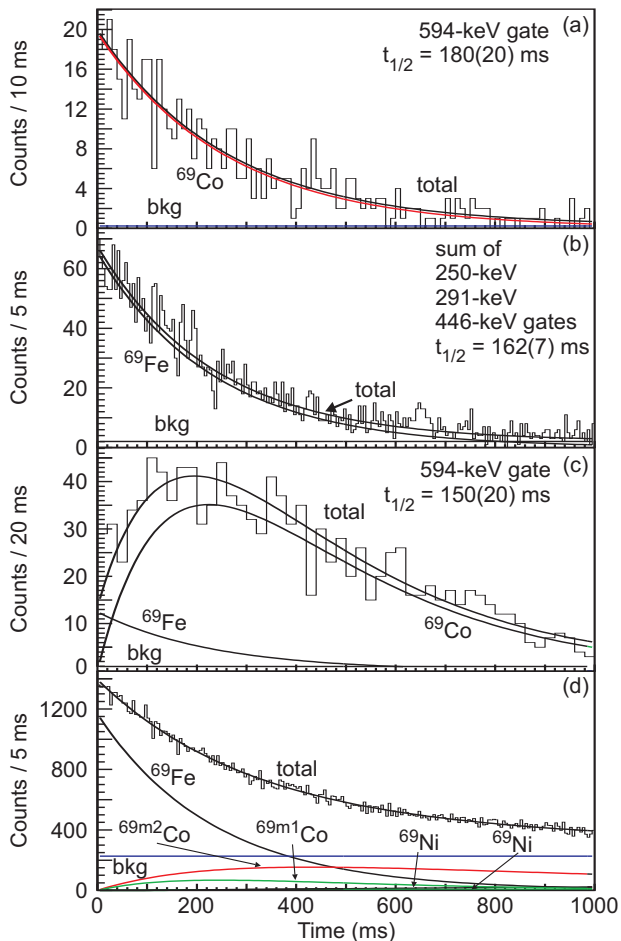 (a)
594-keV gate
t1/2 = 180(20) ms
Counts / 10 ms
20
16
12
8
4
0
69Co
total
bkg
(b)
sum of
250-keV
291-keV
446-keV gates
t1/2 = 162(7) ms
Counts / 5 ms
60
40
20
0
69Fe
total
bkg
(c)
594-keV gate
t1/2 = 150(20) ms
Counts / 20 ms
40
30
20
10
0
total
69Fe
69Co
bkg
(d)
Counts / 5 ms
1200
800
400
0
total
69Fe
69m2Co
69m1Co
69Ni
69Ni
bkg
0 200 400 600 800 1000
Time (ms)